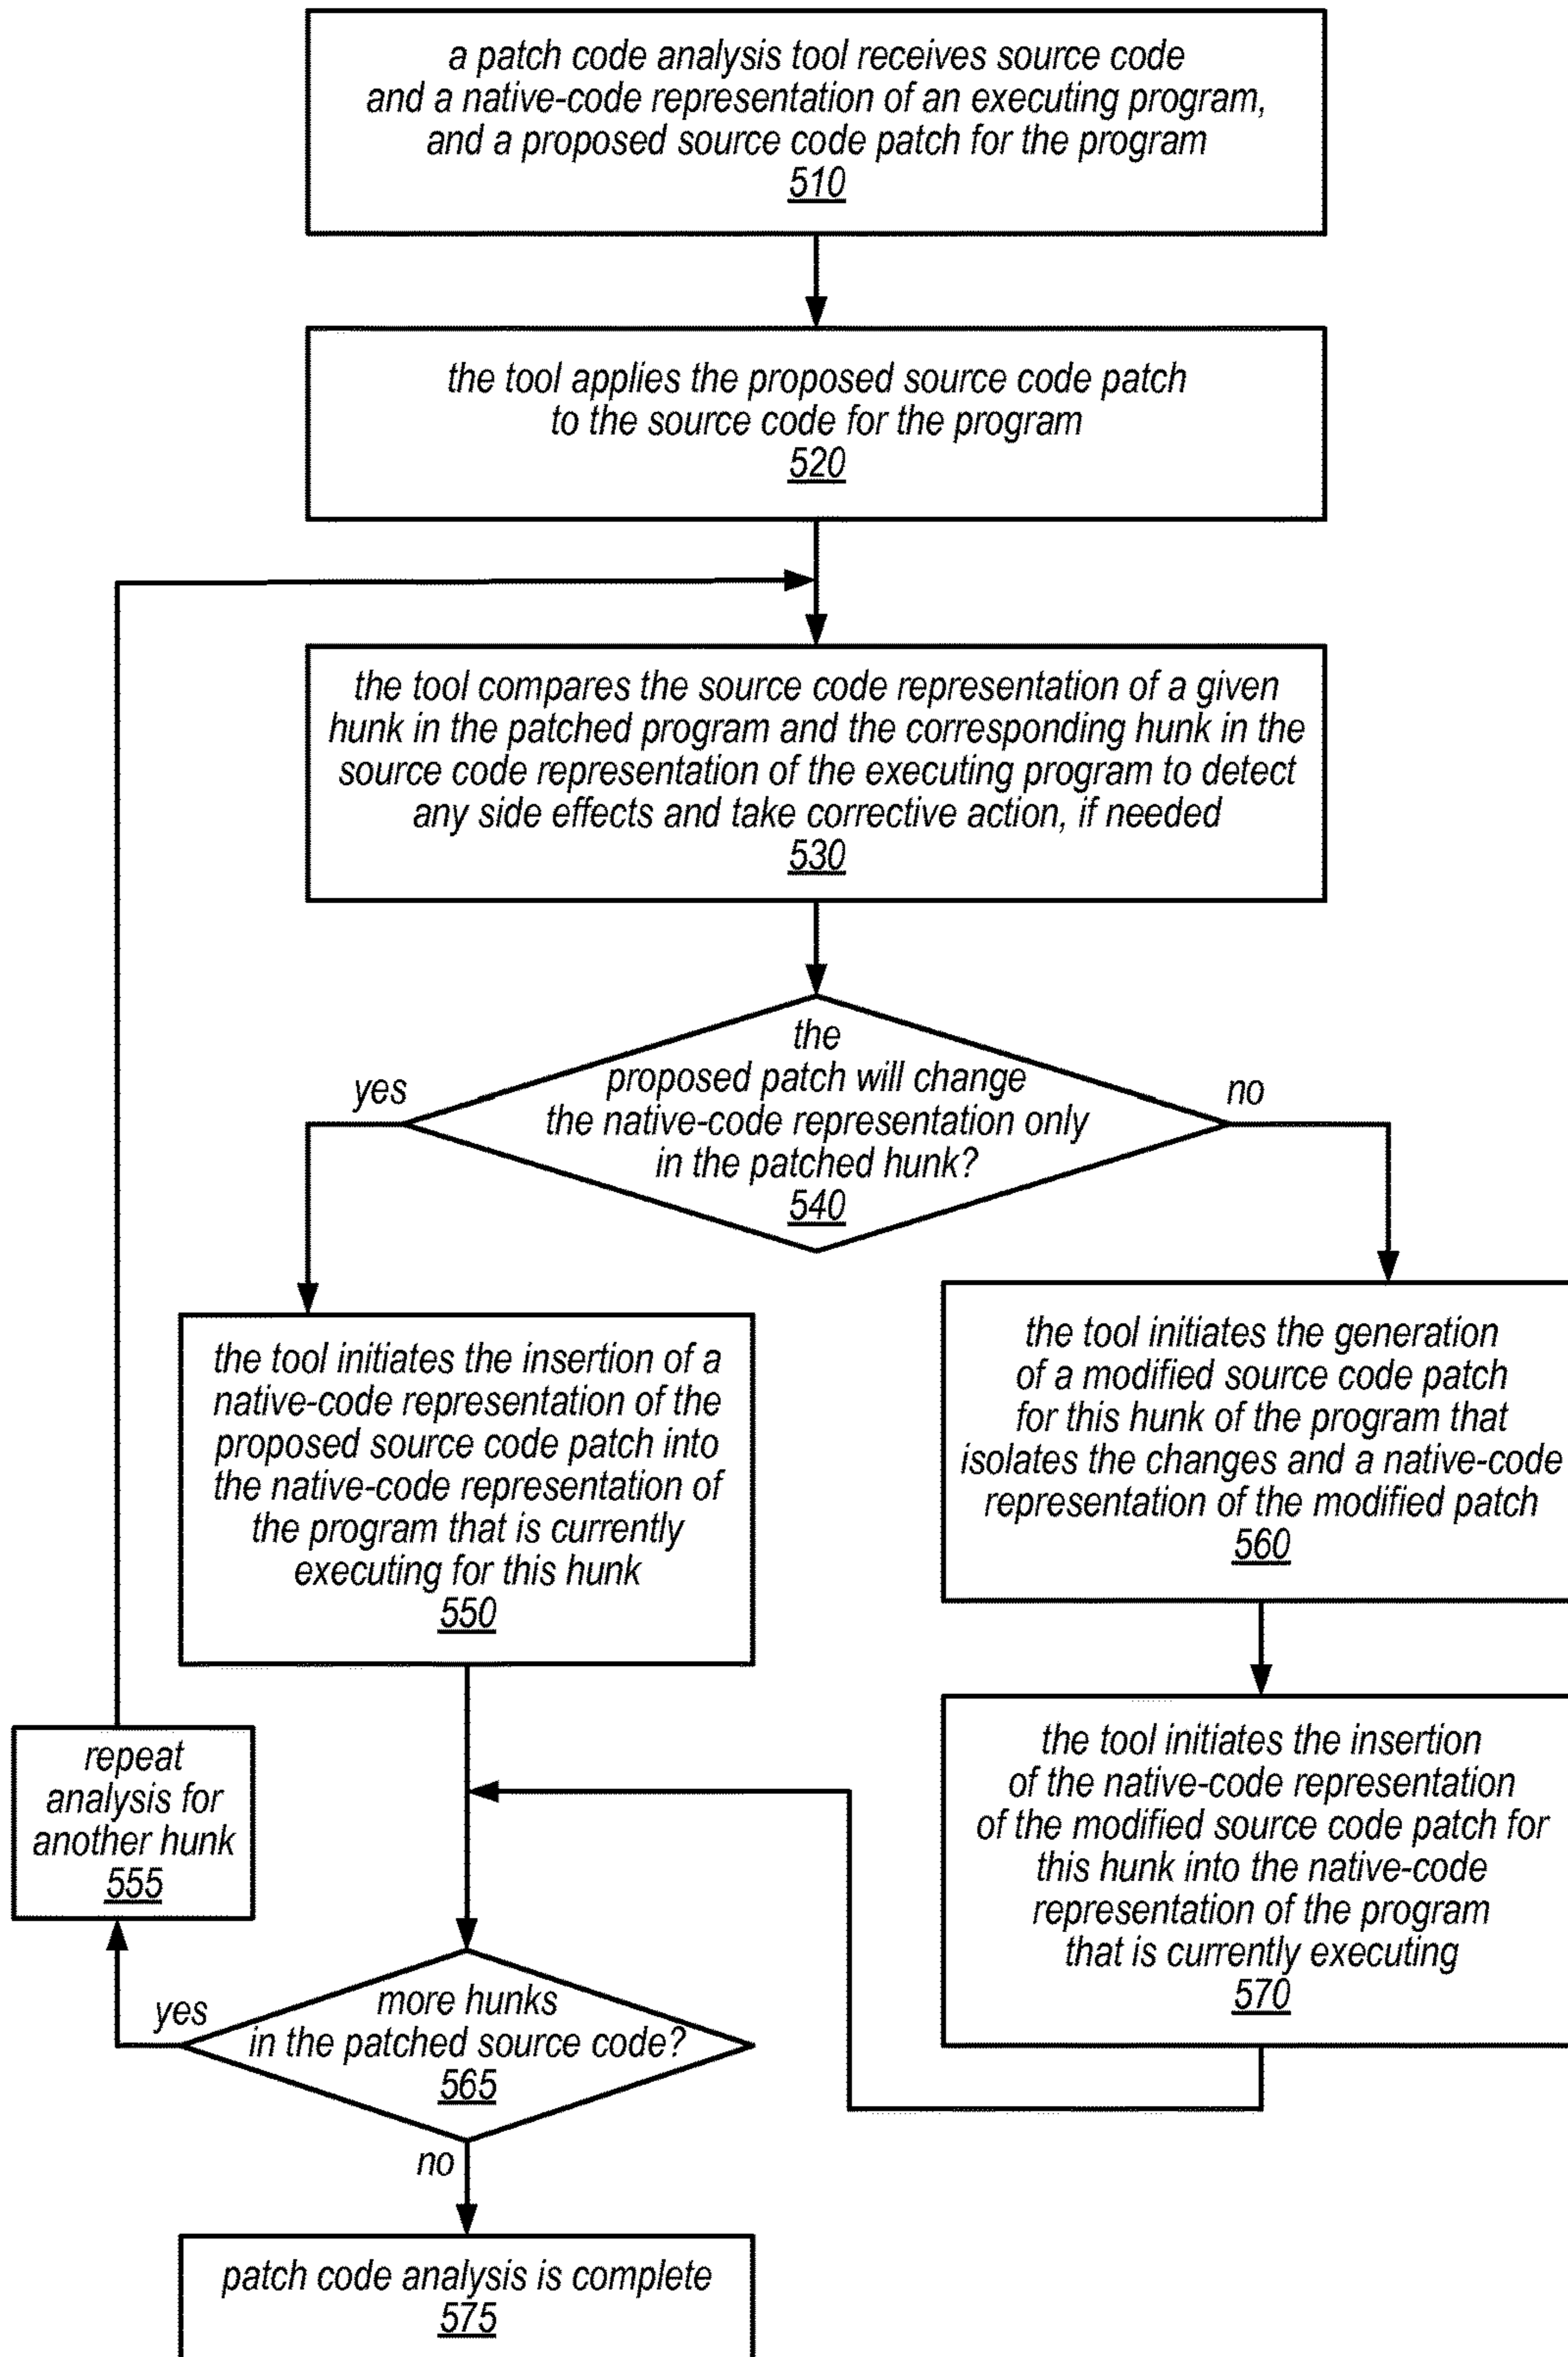 a patch code analysis tool receives source code
and a native-code representation of an executing program,
and a proposed source code patch for the program
510
the tool applies the proposed source code patch
to the source code for the program
520
the tool compares the source code representation of a given
hunk in the patched program and the corresponding hunk in the
source code representation of the executing program to detect
any side effects and take corrective action, if needed
530
the
proposed patch will change
the native-code representation only
in the patched hunk?
540
yes
no
the tool initiates the insertion of a
native-code representation of the
proposed source code patch into
the native-code representation of
the program that is currently
executing for this hunk
550
the tool initiates the generation
of a modified source code patch
for this hunk of the program that
isolates the changes and a native-code
representation of the modified patch
560
the tool initiates the insertion
of the native-code representation
of the modified source code patch for
this hunk into the native-code
representation of the program
that is currently executing
570
repeat
analysis for
another hunk
555
yes
more hunks
in the patched source code?
565
no
patch code analysis is complete
575